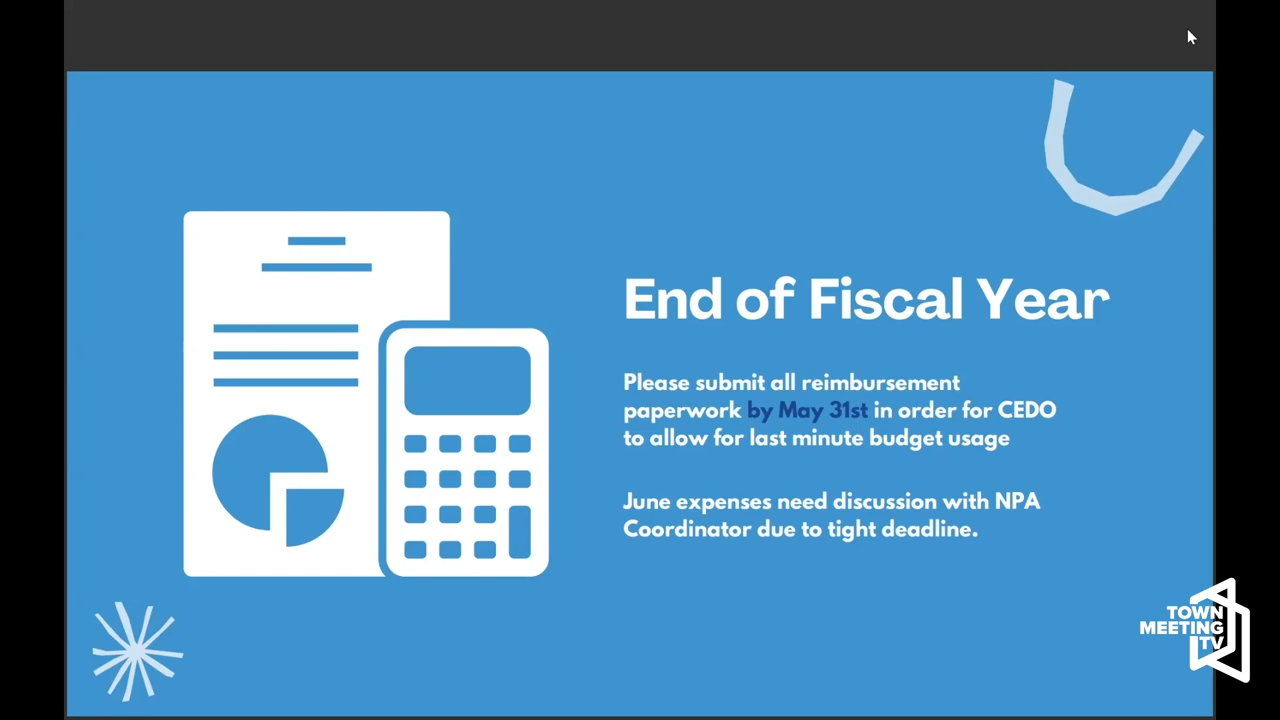 End of Fiscal Year
Please submit all reimbursement
paperwork by May 31st in order for CEDO
to allow for last minute budget usage
June expenses need discussion with NPA
Coordinator due to tight deadline.
TOWN
MEETING
TV